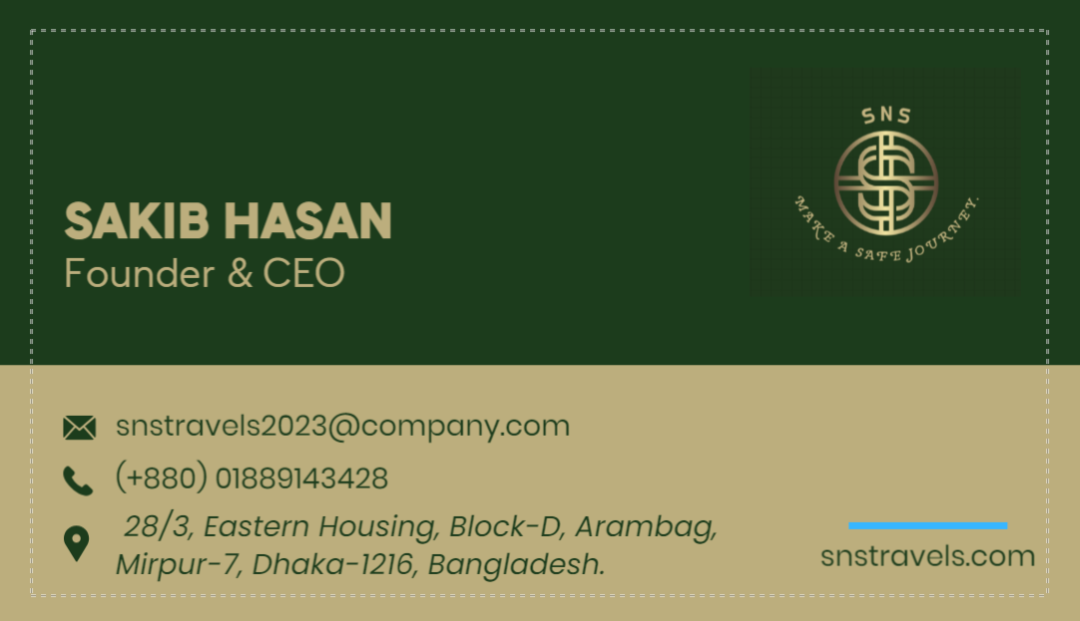 SNS
MAKE A SAFE JOURNEY.
SAKIB HASAN
Founder & CEO
snstravels2023@company.com
(+880) 01889143428
28/3, Eastern Housing, Block-D, Arambag,
Mirpur-7, Dhaka-1216, Bangladesh.
snstravels.com